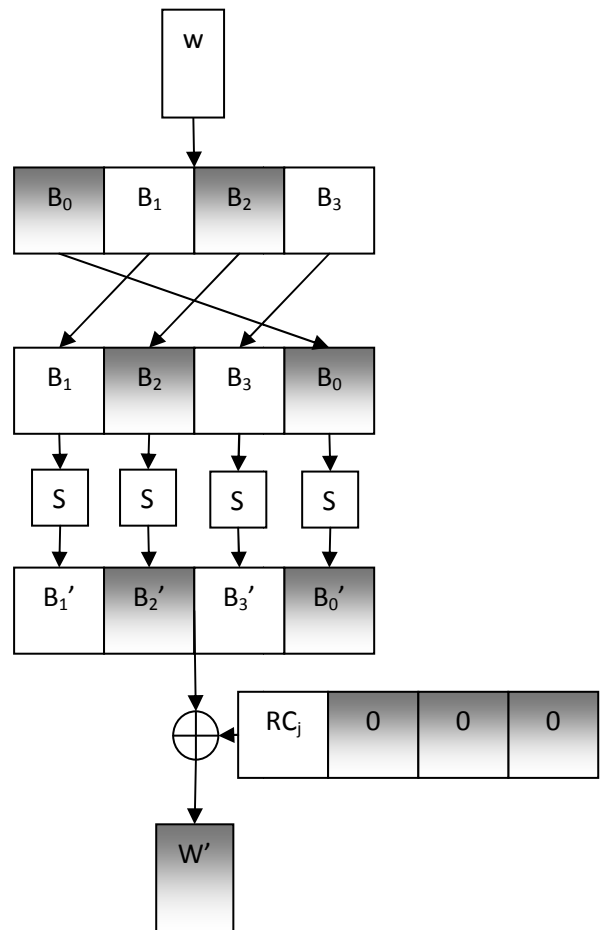 w
B₀ B₁ B₂ B₃
B₁ B₂ B₃ B₀
S S S S
B₁’ B₂’ B₃’ B₀’
RCⱼ 0 0 0
W’